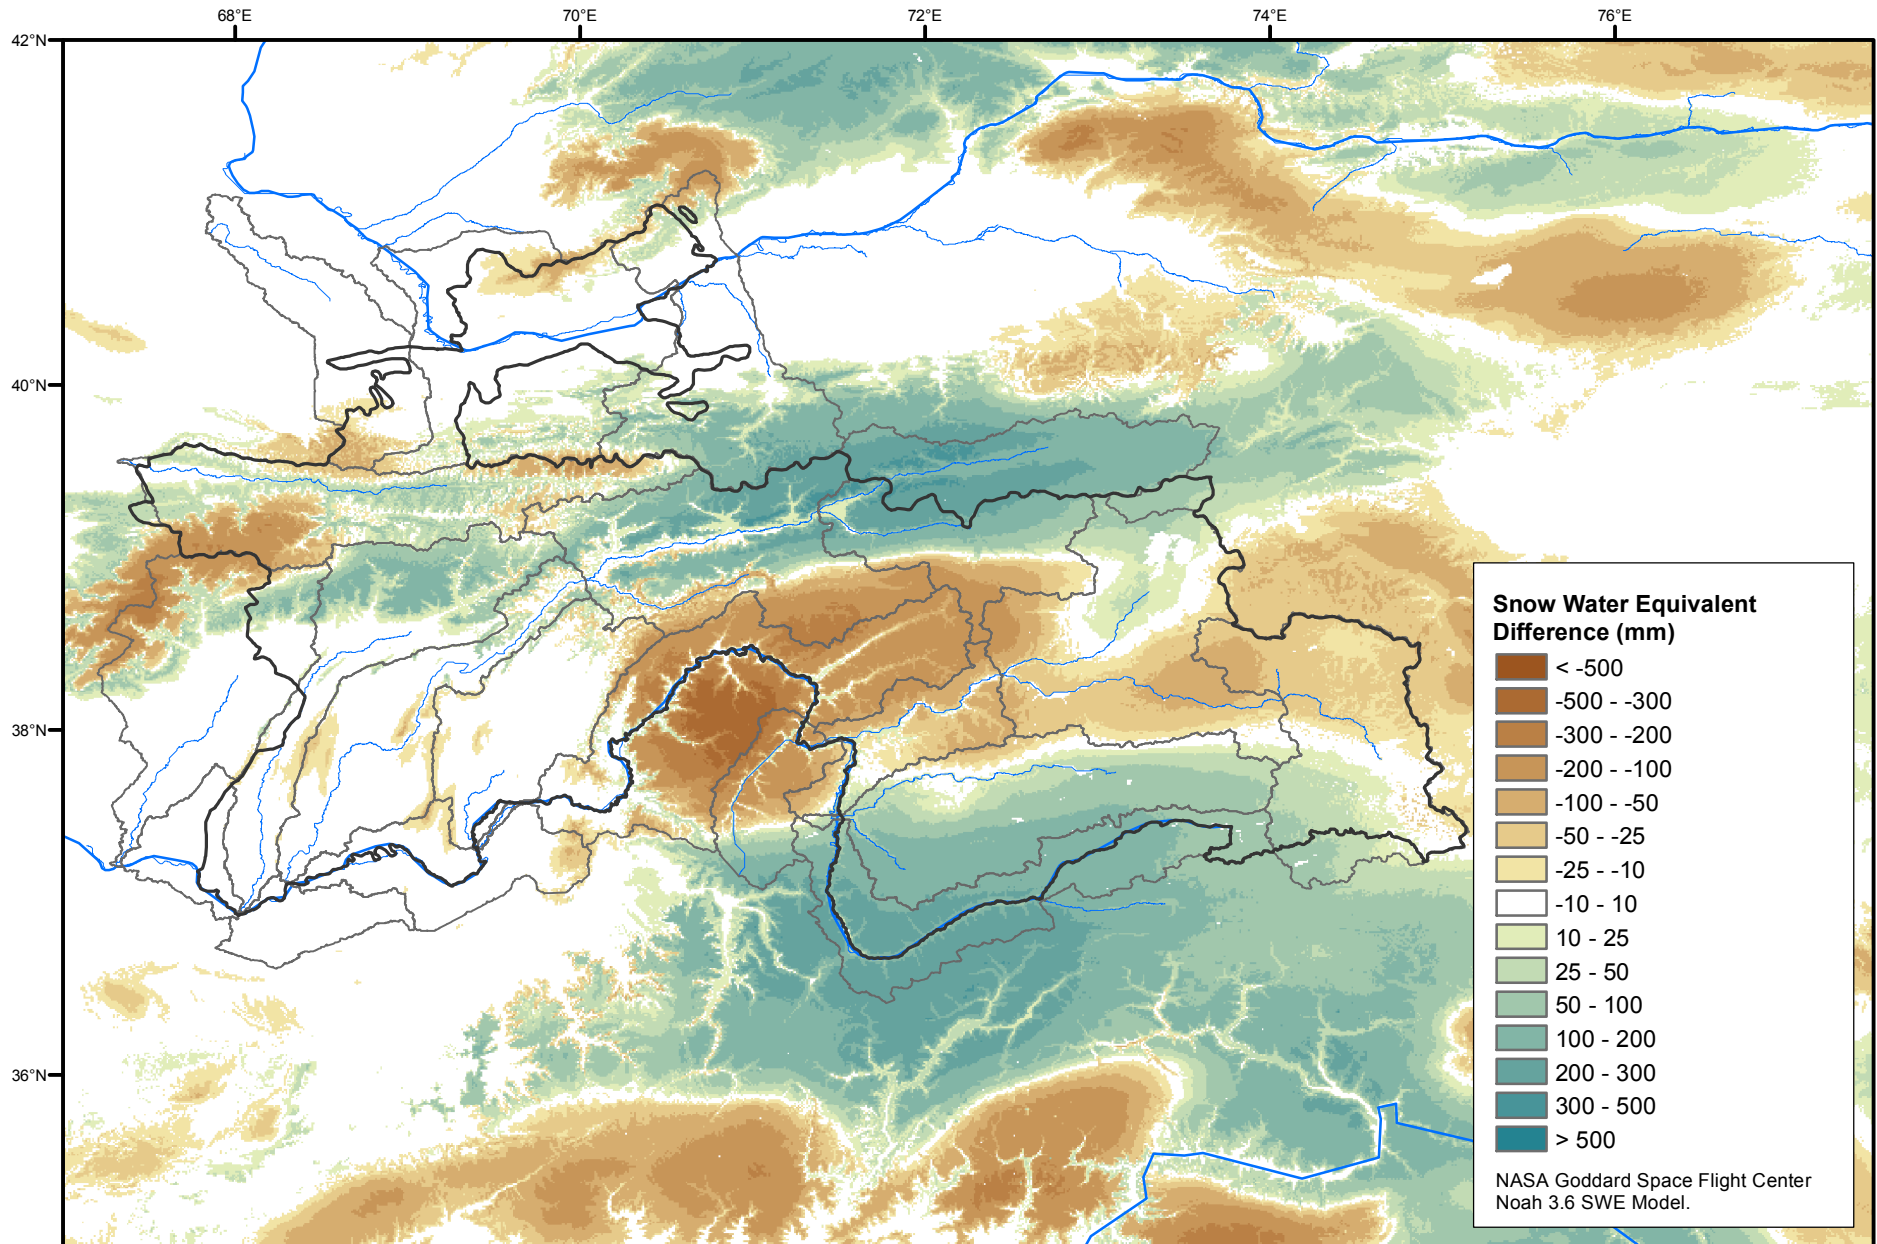 68°E
70°E
72°E
74°E
76°E
42°N
40°N
38°N
36°N
Snow Water Equivalent
Difference (mm)
< -500
-500 - -300
-300 - -200
-200 - -100
-100 - -50
-50 - -25
-25 - -10
-10 - 10
10 - 25
25 - 50
50 - 100
100 - 200
200 - 300
300 - 500
> 500
NASA Goddard Space Flight Center
Noah 3.6 SWE Model.